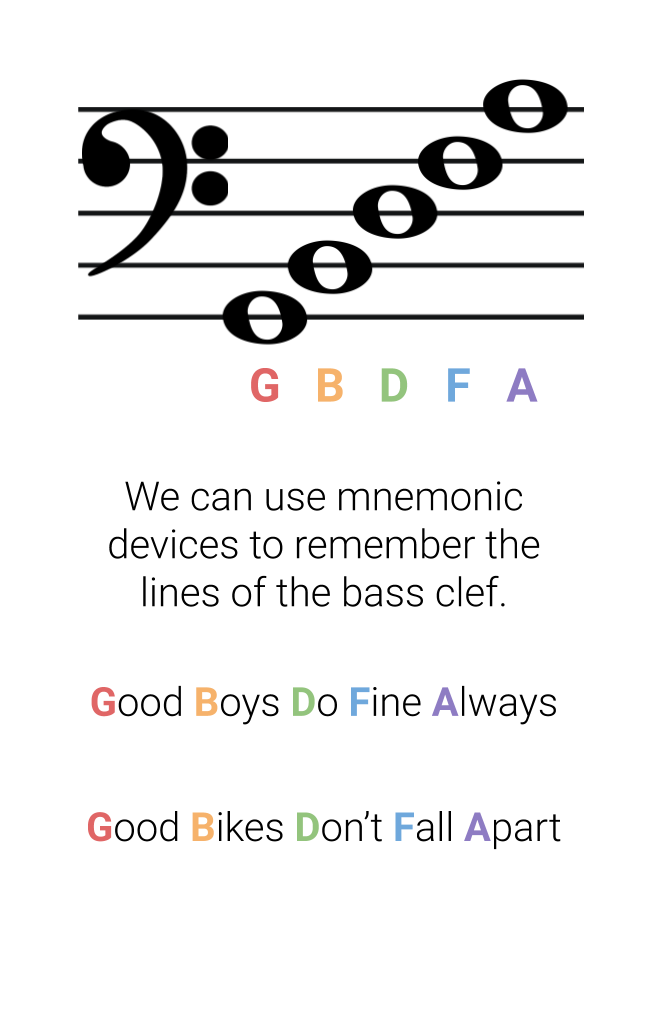 G B D F A
We can use mnemonic
devices to remember the
lines of the bass clef.
Good Boys Do Fine Always
Good Bikes Don’t Fall Apart